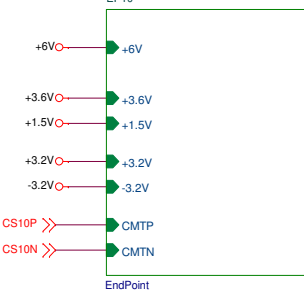 +6V +6V
+3.6V +3.6V
+1.5V +1.5V
+3.2V +3.2V
-3.2V -3.2V
CS10P CMTP
CS10N CMTN
EndPoint